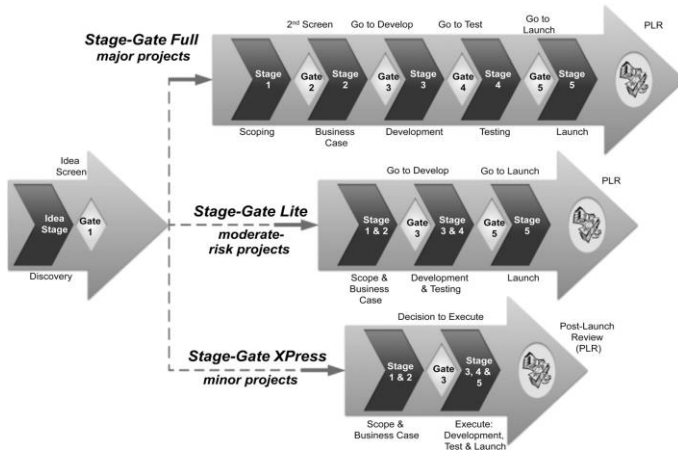 2nd Screen
Go to Develop
Go to Test
Go to
Launch
PLR
Stage-Gate Full
major projects
Stage
1
Gate
2
Stage
2
Gate
3
Stage
3
Gate
4
Stage
4
Gate
5
Stage
5
Scoping
Business
Case
Development
Testing
Launch
Idea
Screen
Idea
Stage
Gate
1
Discovery
Go to Develop
Go to Launch
PLR
Stage-Gate Lite
moderate-
risk projects
Stage
1 & 2
Gate
3
Stage
3 & 4
Gate
5
Stage
5
Scope &
Business
Case
Development
& Testing
Launch
Decision to Execute
Post-Launch
Review
(PLR)
Stage-Gate XPress
minor projects
Stage
1 & 2
Gate
3
Stage
3, 4 &
5
Scope &
Business Case
Execute:
Development,
Test & Launch